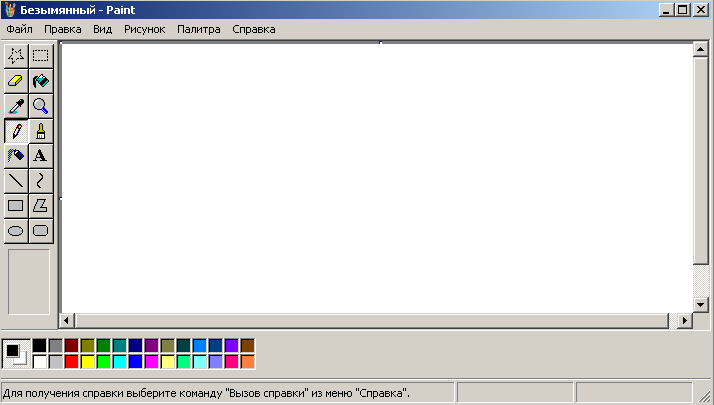 Безымянный - Paint
Файл Правка Вид Рисунок Палитра Справка
A
Для получения справки выберите команду "Вызов справки" из меню "Справка".